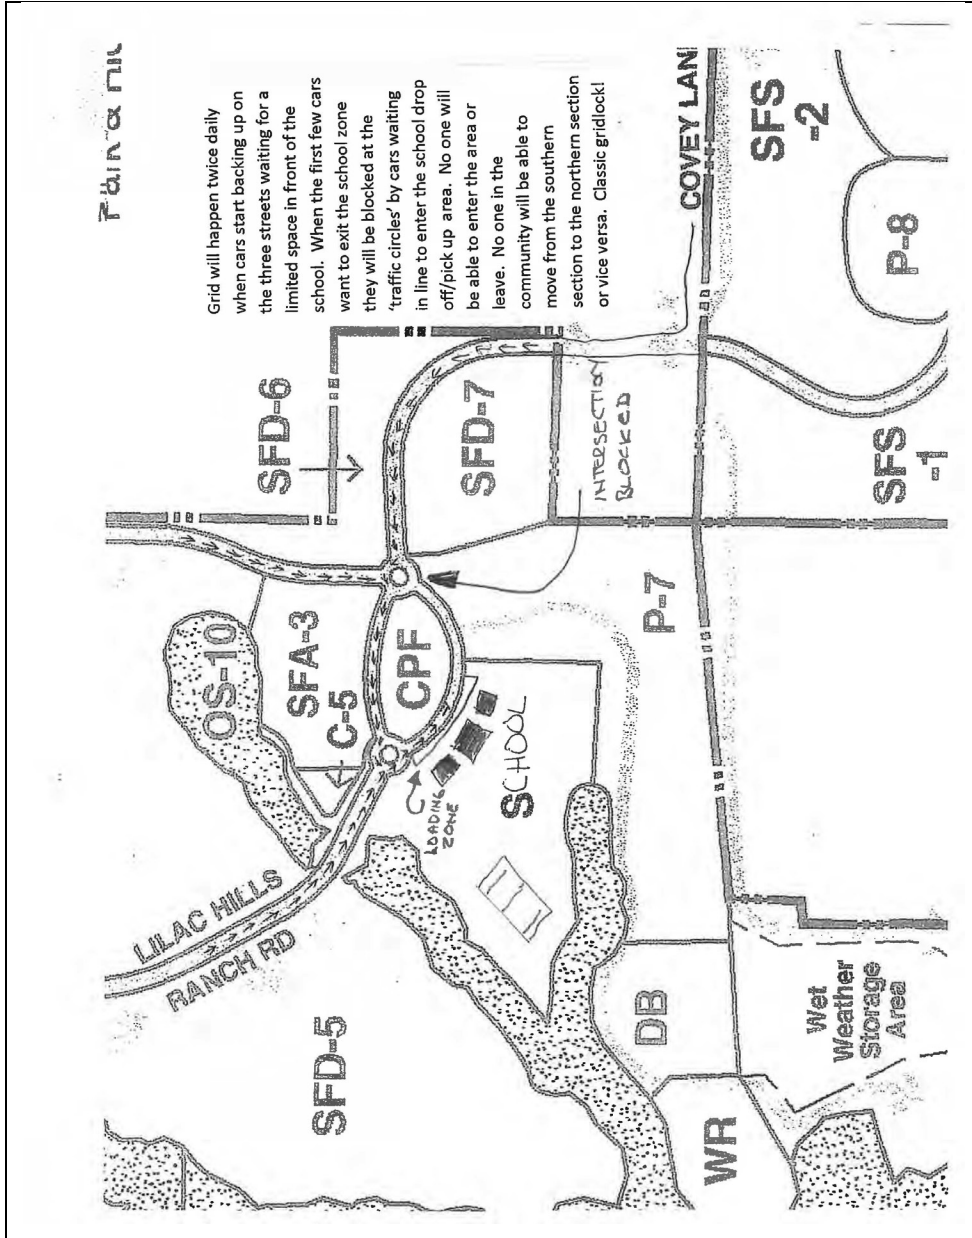 Grid will happen twice daily
when cars start backing up on
the three streets waiting for a
limited space in front of the
school. When the first few cars
want to exit the school zone
they will be blocked at the
'traffic circles' by cars waiting
in line to enter the school drop
off/pick up area. No one will
be able to enter the area or
leave. No one in the
community will be able to
move from the southern
section to the northern section
or vice versa. Classic gridlock!
COVEY LAN
SFS
-2
P-8
SFD-6
SFD-7
INTERSECTION
BLOCKED
SFS
-1
OS-10
SFA-3
C-5
CPF
P-7
LOADING
ZONE
SCHOOL
LILAC HILLS
RANCH RD
SFD-5
DB
Wet
Weather
Storage
Area
WR